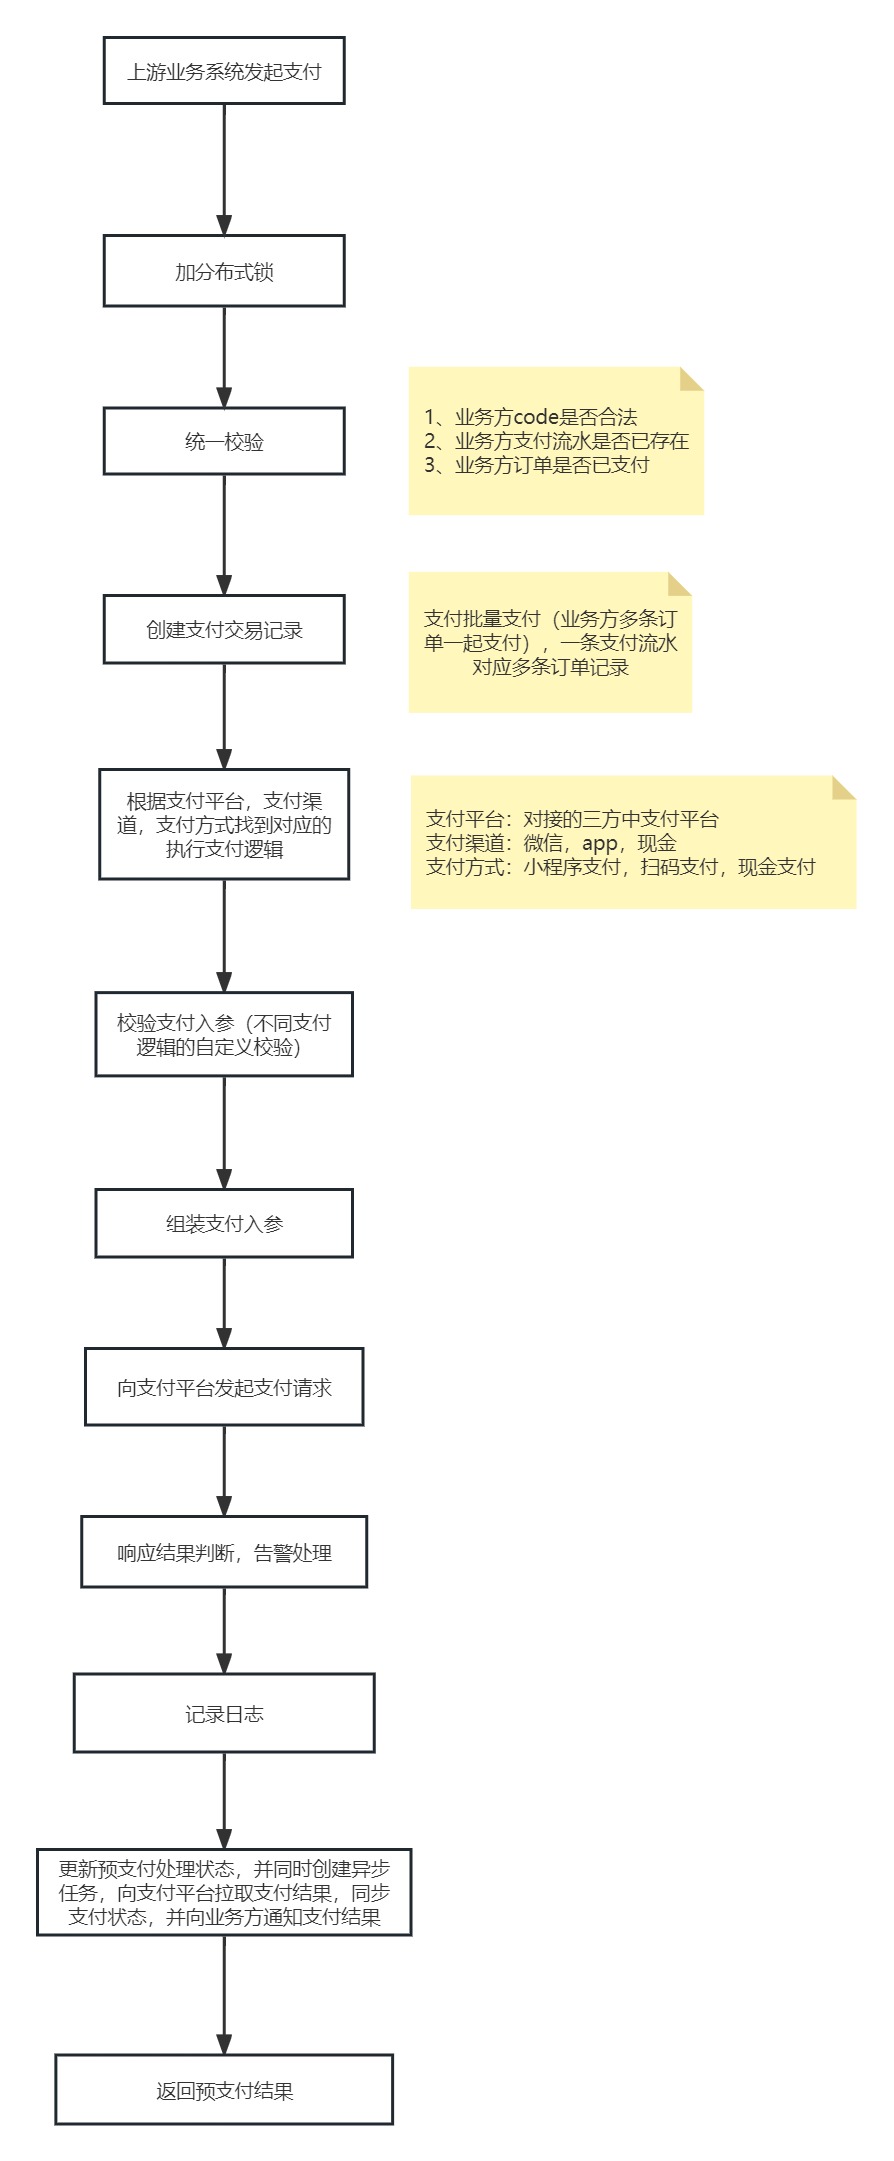 上游业务系统发起支付
加分布式锁
统一校验
1、业务方code是否合法
2、业务方支付流水是否已存在
3、业务方订单是否已支付
创建支付交易记录
支付批量支付（业务方多条订
单一起支付），一条支付流水
对应多条订单记录
根据支付平台，支付渠
道，支付方式找到对应的
执行支付逻辑
支付平台：对接的三方中支付平台
支付渠道：微信，app，现金
支付方式：小程序支付，扫码支付，现金支付
校验支付入参（不同支付
逻辑的自定义校验）
组装支付入参
向支付平台发起支付请求
响应结果判断，告警处理
记录日志
更新预支付处理状态，并同时创建异步
任务，向支付平台拉取支付结果，同步
支付状态，并向业务方通知支付结果
返回预支付结果